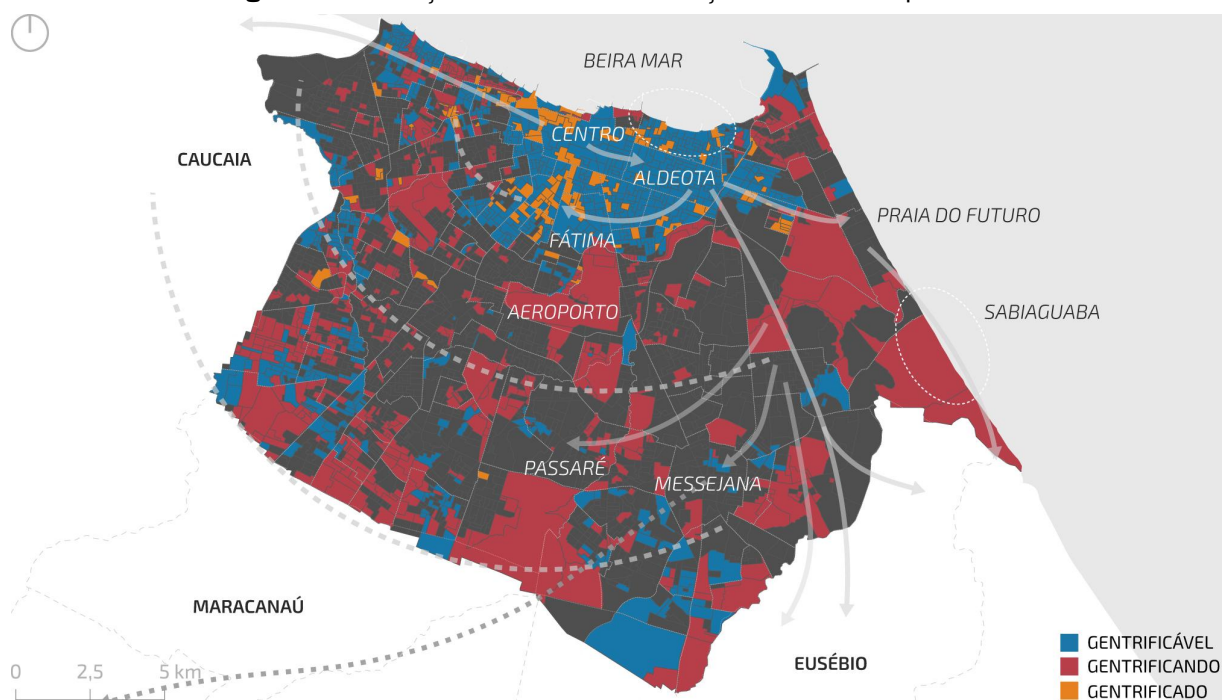 BEIRA MAR
CENTRO
CAUCAIA
ALDEOTA
PRAIA DO FUTURO
FÁTIMA
AEROPORTO
SABIAGUABA
PASSARÉ
MESSEJANA
MARACANAÚ
EUSÉBIO
0 2,5 5 km
GENTRIFICÁVEL
GENTRIFICANDO
GENTRIFICADO